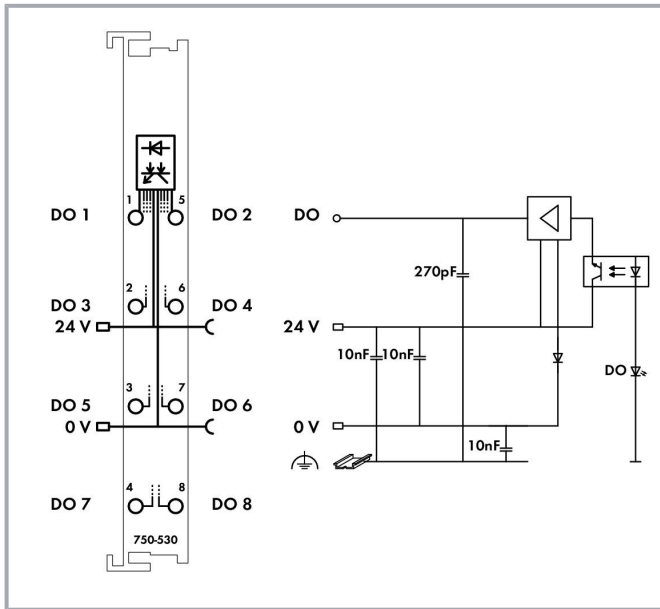 1 5
DO 1 DO 2
2 6
DO 3 DO 4
24 V
3 7
DO 5 DO 6
0 V
4 8
DO 7 DO 8
750-530
DO
270pF
24 V
10nF 10nF
DO
0 V
10nF